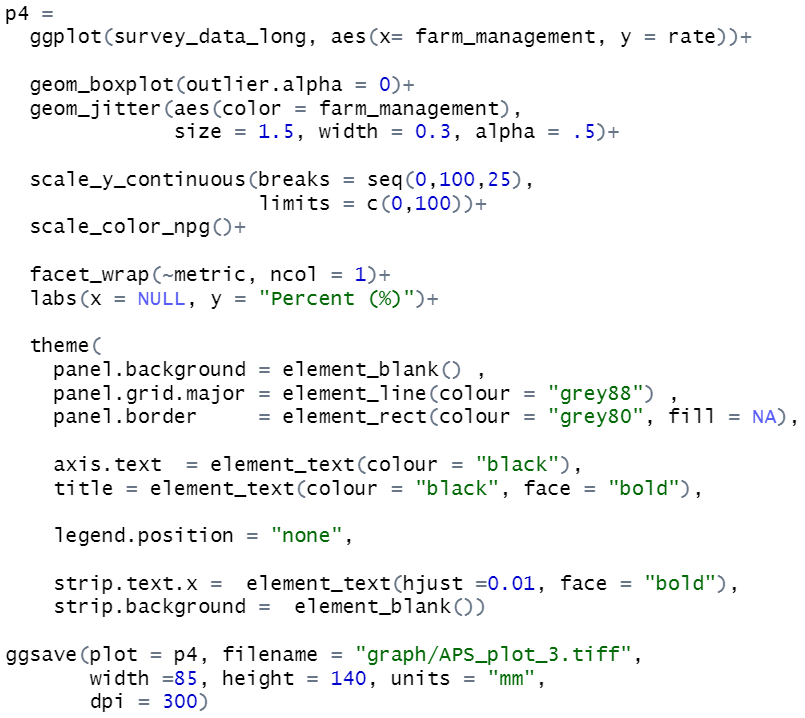 p4 =
  ggplot(survey_data_long, aes(x= farm_management, y = rate))+
  geom_boxplot(outlier.alpha = 0)+
  geom_jitter(aes(color = farm_management),
              size = 1.5, width = 0.3, alpha = .5)+
  scale_y_continuous(breaks = seq(0,100,25),
                     limits = c(0,100))+
  scale_color_npg()+
  facet_wrap(~metric, ncol = 1)+
  labs(x = NULL, y = "Percent (%)")+
  theme(
    panel.background = element_blank() ,
    panel.grid.major = element_line(colour = "grey88") ,
    panel.border     = element_rect(colour = "grey80", fill = NA),
    axis.text  = element_text(colour = "black"),
    title = element_text(colour = "black", face = "bold"),
    legend.position = "none",
    strip.text.x =  element_text(hjust =0.01, face = "bold"),
    strip.background =  element_blank())
ggsave(plot = p4, filename = "graph/APS_plot_3.tiff",
       width =85, height = 140, units = "mm",
       dpi = 300)